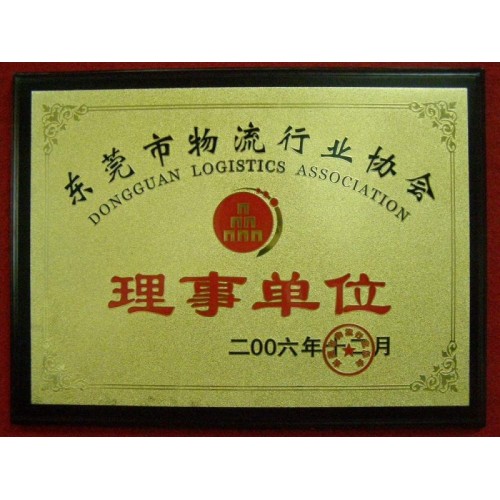 东莞市物流行业协会
DONGGUAN LOGISTICS ASSOCIATION
理事单位
二00六年十二月